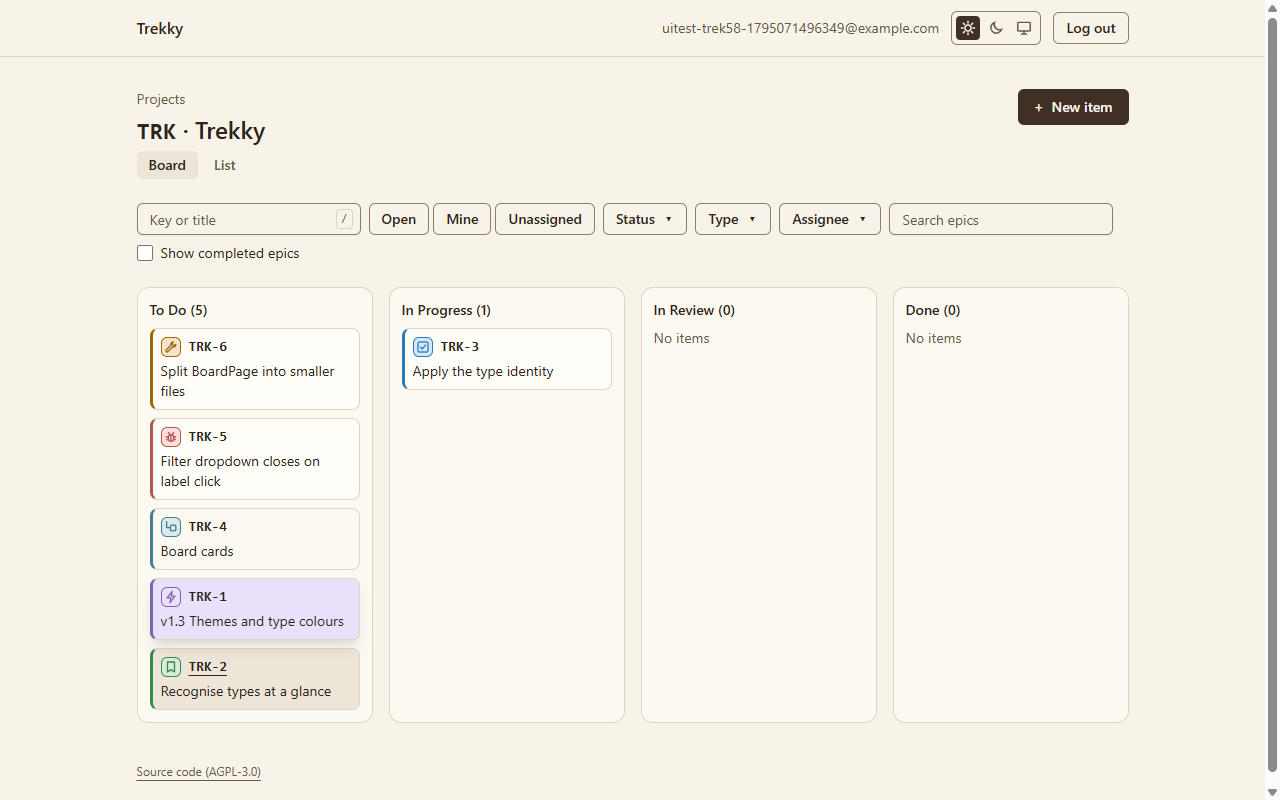 Trekky
uitest-trek58-1795071496349@example.com
Log out
Projects
TRK · Trekky
+ New item
Board
List
Key or title
/
Open
Mine
Unassigned
Status
Type
Assignee
Search epics
Show completed epics
To Do (5)
TRK-6
Split BoardPage into smaller
files
TRK-5
Filter dropdown closes on
label click
TRK-4
Board cards
TRK-1
v1.3 Themes and type colours
TRK-2
Recognise types at a glance
In Progress (1)
TRK-3
Apply the type identity
In Review (0)
No items
Done (0)
No items
Source code (AGPL-3.0)